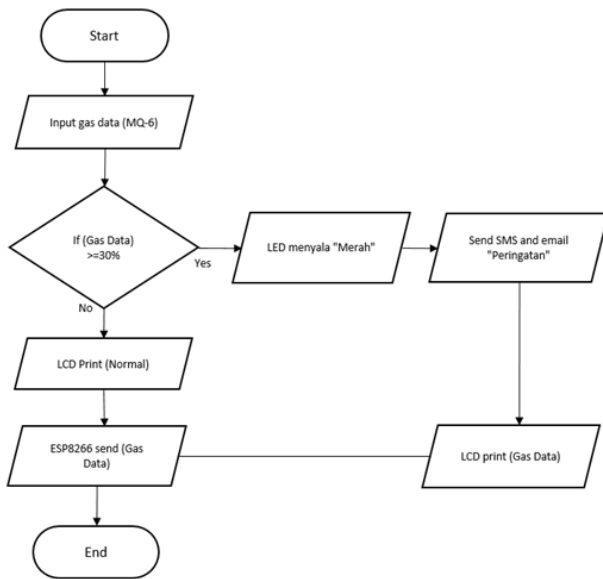 Start
Input gas data (MQ-6)
If (Gas Data)
>=30%
Yes
LED menyala "Merah"
Send SMS and email
"Peringatan"
No
LCD Print (Normal)
ESP8266 send (Gas
Data)
LCD print (Gas Data)
End